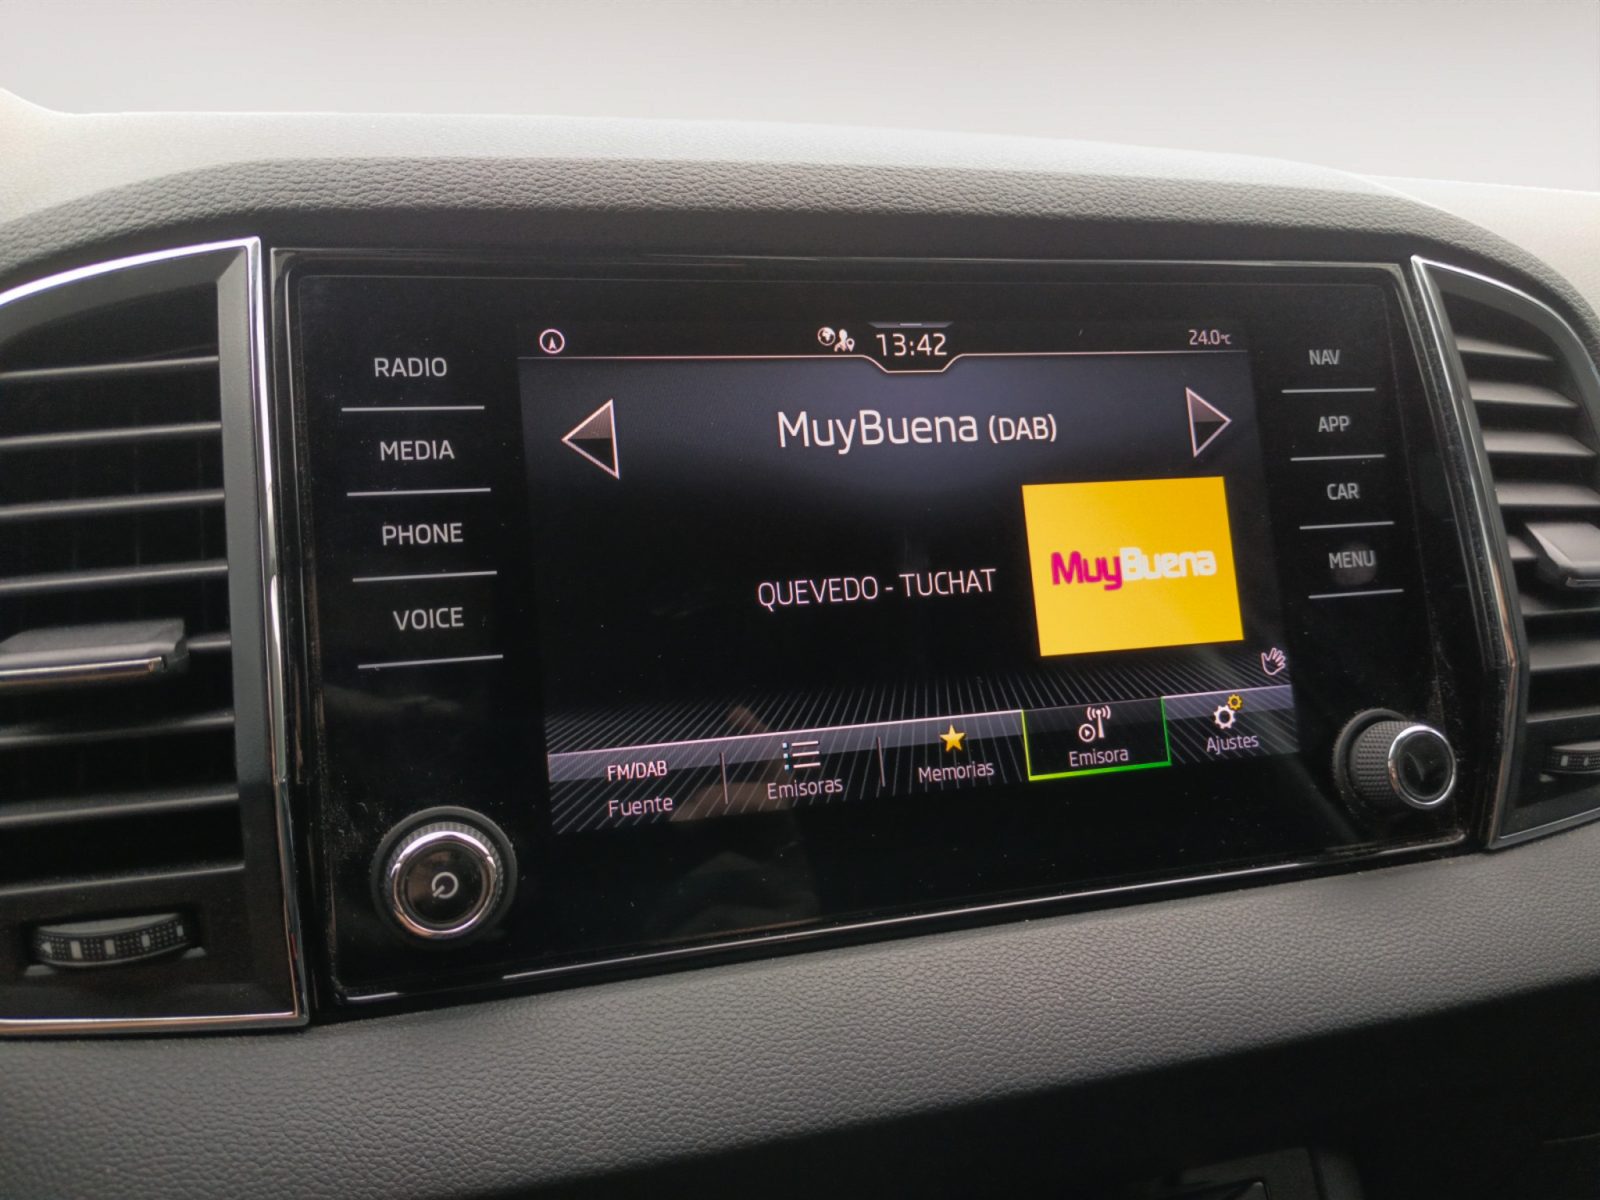 13:42
24.0°C
RADIO
MEDIA
PHONE
VOICE
MuyBuena (DAB)
QUEVEDO - TUCHAT
MuyBuena
FM/DAB
Fuente
Emisoras
Memorias
Emisora
Ajustes
NAV
APP
CAR
MENU